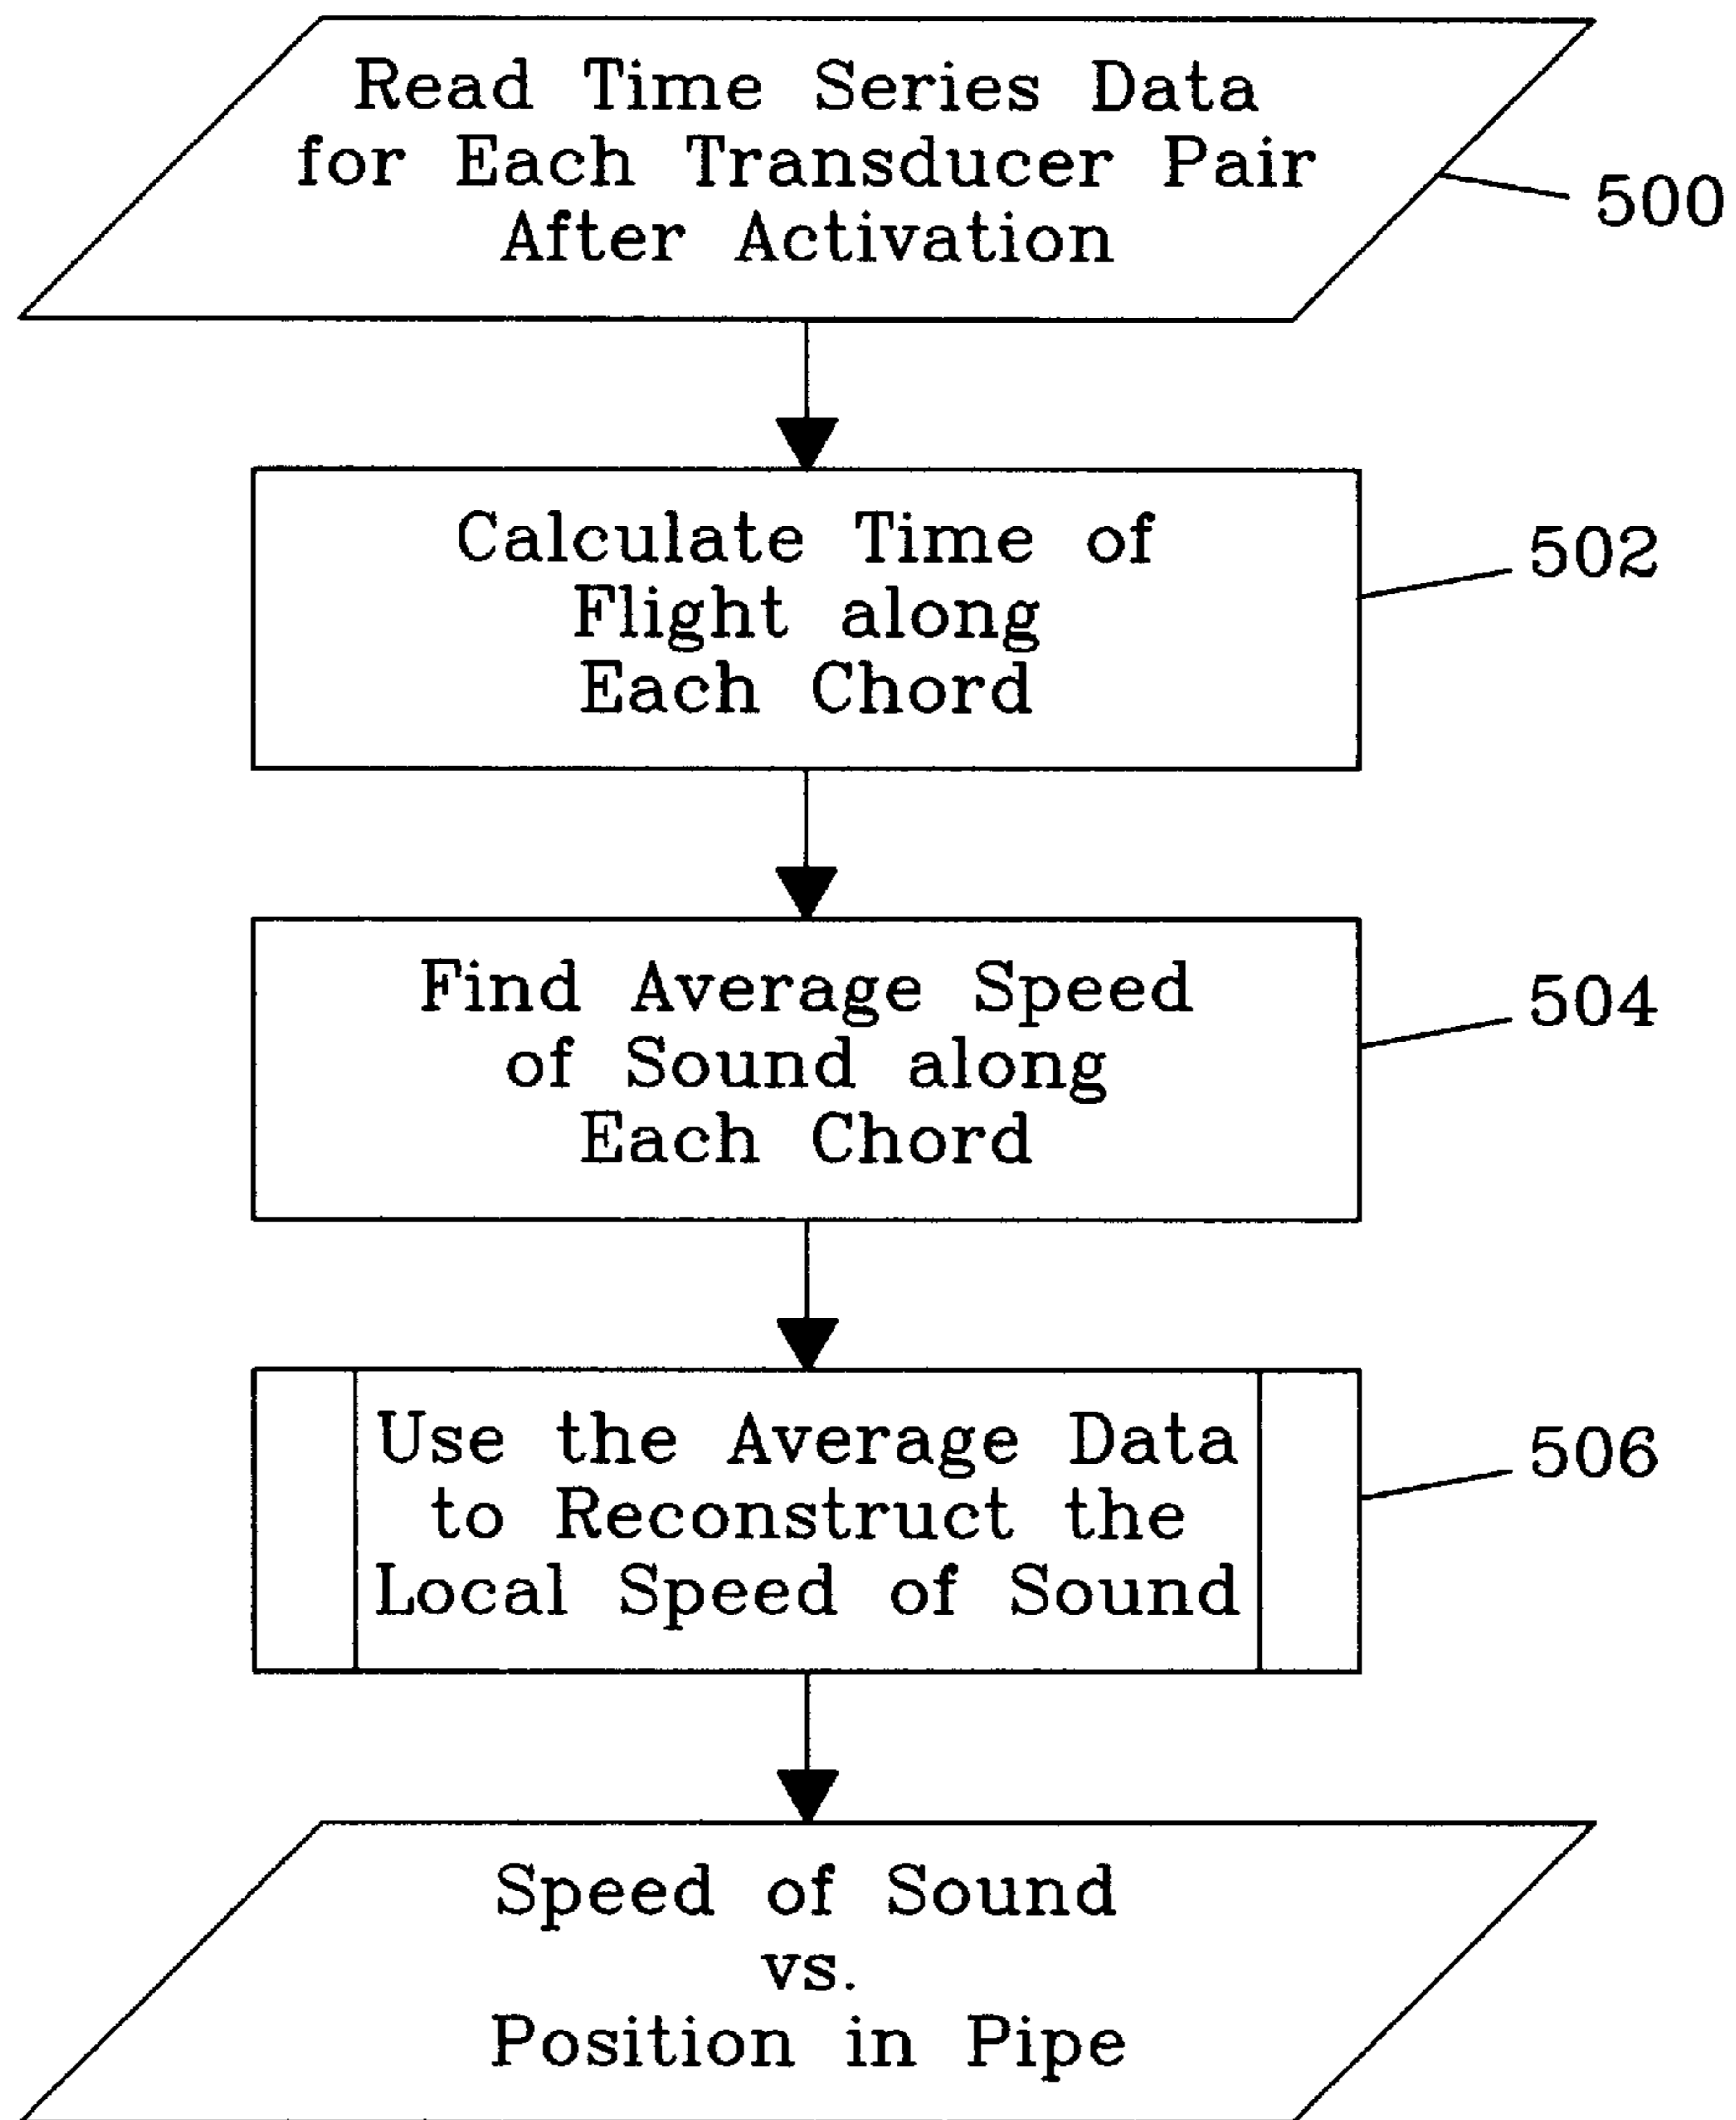 Read Time Series Data
for Each Transducer Pair
After Activation
500
Calculate Time of
Flight along
Each Chord
502
Find Average Speed
of Sound along
Each Chord
504
Use the Average Data
to Reconstruct the
Local Speed of Sound
506
Speed of Sound
vs.
Position in Pipe